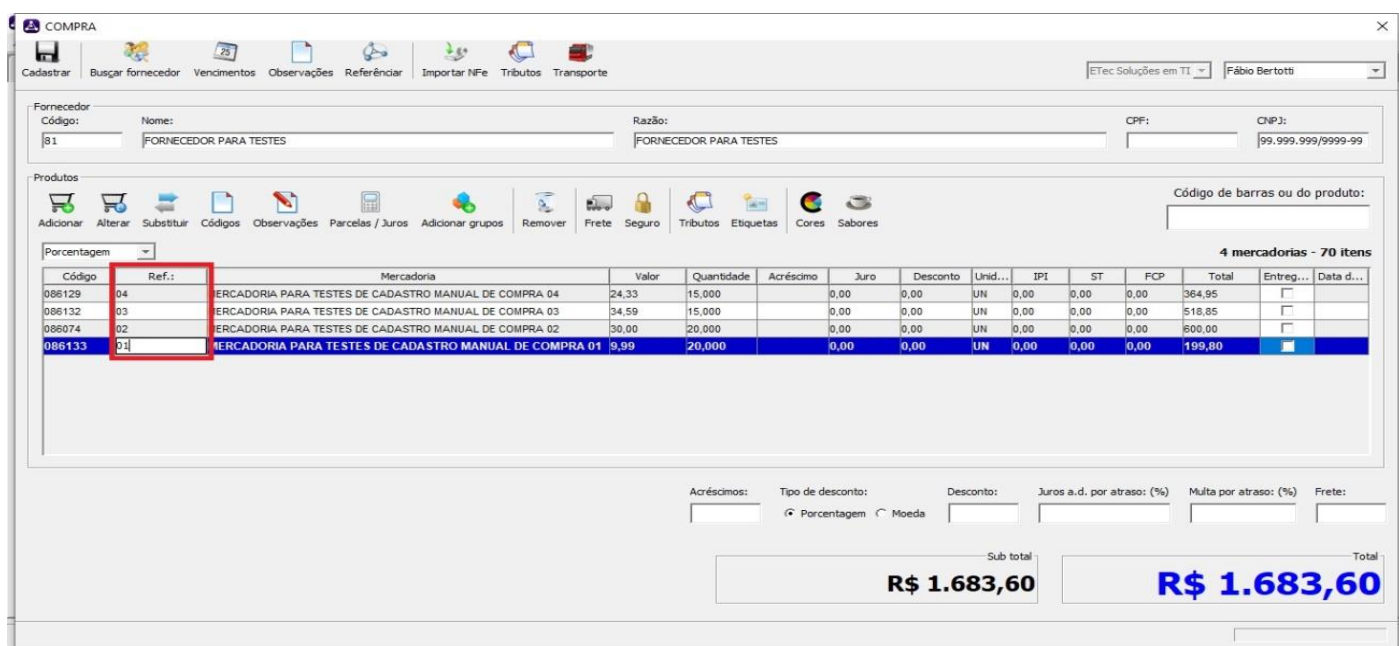 COMPRA
Cadastrar Busçar fornecedor Vencimentos Observações Referênciar Importar NFe Tributos Transporte ETec Soluções em TI Fábio Bertotti
25
Fornecedor
Código: Nome: Razão: CPF: CNPJ:
81 FORNECEDOR PARA TESTES FORNECEDOR PARA TESTES 99.999.999/9999-99
Produtos
Código de barras ou do produto:
Adicionar Alterar Substituir Códigos Observações Parcelas / Juros Adicionar grupos Remover Frete Seguro Tributos Etiquetas Cores Sabores
Porcentagem 4 mercadorias - 70 itens
Código Ref.: Mercadoria Valor Quantidade Acréscimo Juro Desconto Unid... IPI ST FCP Total Entreg... Data d...
086129 04 MERCADORIA PARA TESTES DE CADASTRO MANUAL DE COMPRA 04 24,33 15,000 0,00 0,00 UN 0,00 0,00 0,00 364,95
086132 03 MERCADORIA PARA TESTES DE CADASTRO MANUAL DE COMPRA 03 34,59 15,000 0,00 0,00 UN 0,00 0,00 0,00 518,85
086074 02 MERCADORIA PARA TESTES DE CADASTRO MANUAL DE COMPRA 02 30,00 20,000 0,00 0,00 UN 0,00 0,00 0,00 600,00
086133 01 MERCADORIA PARA TESTES DE CADASTRO MANUAL DE COMPRA 01 9,99 20,000 0,00 0,00 UN 0,00 0,00 0,00 199,80
Acréscimos: Tipo de desconto: Desconto: Juros a.d. por atraso: (%) Multa por atraso: (%) Frete:
Porcentagem Moeda
Sub total Total
R$ 1.683,60 R$ 1.683,60